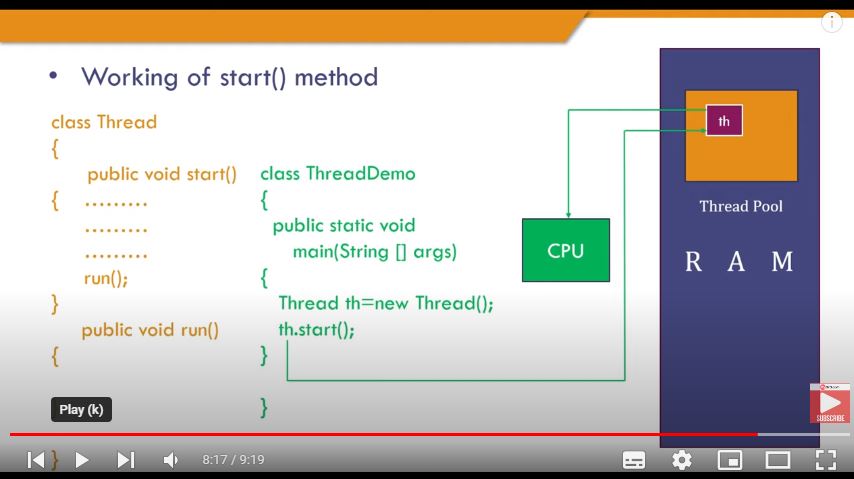 • Working of start() method
class Thread
{
public void start()
{ .........
.........
.........
run();
}
public void run()
{
}
class ThreadDemo
{
public static void
main(String [] args)
{
Thread th=new Thread();
th.start();
}
}
CPU
th
Thread Pool
R A M
SUBSCRIBE
Play (k)
8:17 / 9:19